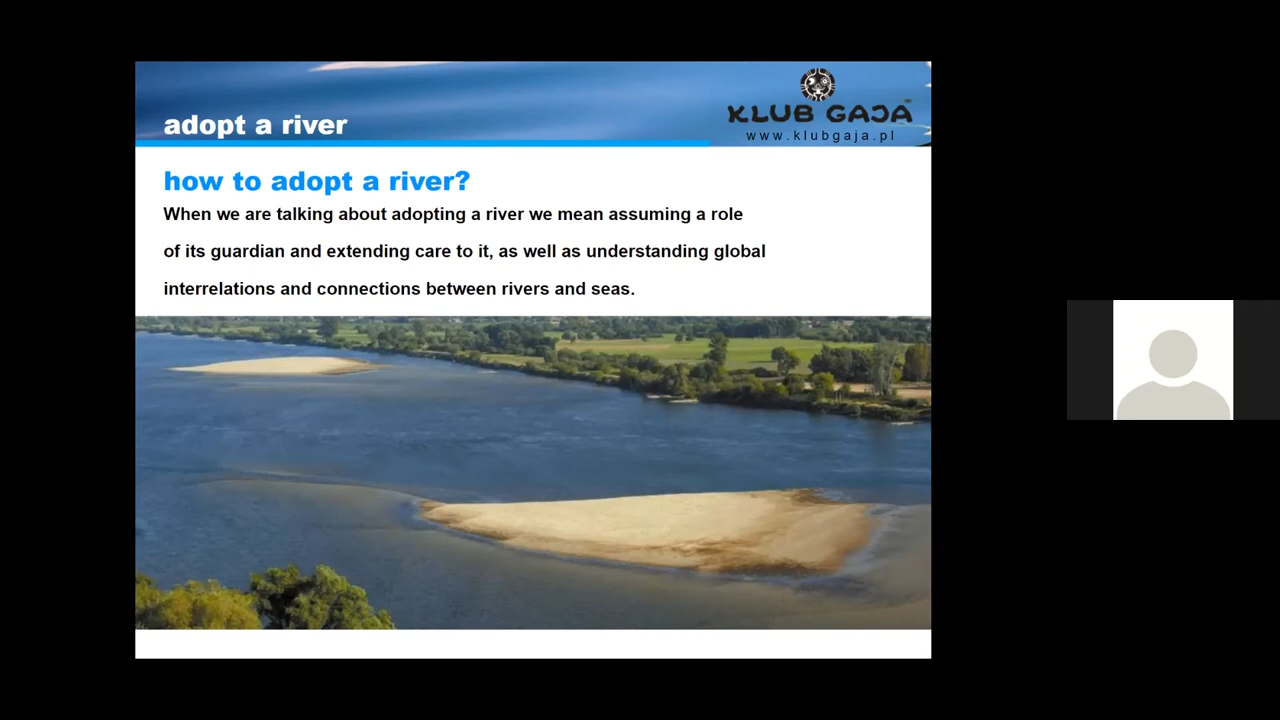 adopt a river
KLUB GAJA
www.klubgaja.pl
how to adopt a river?
When we are talking about adopting a river we mean assuming a role
of its guardian and extending care to it, as well as understanding global
interrelations and connections between rivers and seas.